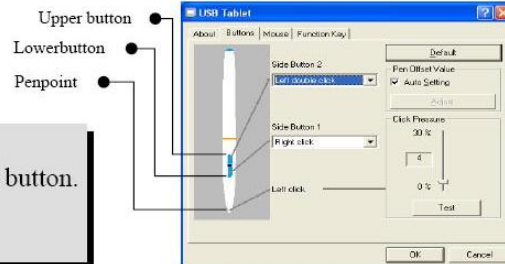 Upper button
Lowerbutton
Penpoint
button.
USB Tablet
About
Buttons
Mouse
Function Key
Side Button 2
Left double click
Side Button 1
Right click
Left click
Default
Pen Offset Value
Auto Setting
Adjust
Click Pressure
30 %
4
0 %
Test
OK
Cancel